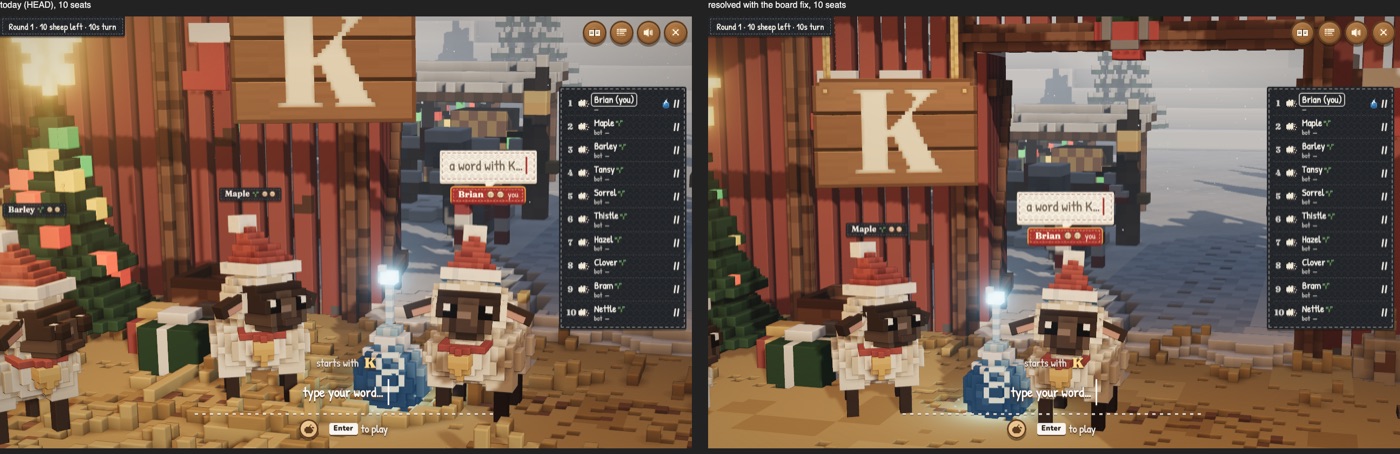 today (HEAD), 10 seats
Round 1 · 10 sheep left · 10s turn
K
a word with K...
Brian you
Maple
Barley
1 Brian (you)
–
2 Maple
bot –
3 Barley
bot –
4 Tansy
bot –
5 Sorrel
bot –
6 Thistle
bot –
7 Hazel
bot –
8 Clover
bot –
9 Bram
bot –
10 Nettle
bot –
starts with K
type your word...
Enter to play
resolved with the board fix, 10 seats
Round 1 · 10 sheep left · 10s turn
K
a word with K...
Brian you
Maple
1 Brian (you)
–
2 Maple
bot –
3 Barley
bot –
4 Tansy
bot –
5 Sorrel
bot –
6 Thistle
bot –
7 Hazel
bot –
8 Clover
bot –
9 Bram
bot –
10 Nettle
bot –
starts with K
type your word...
Enter to play